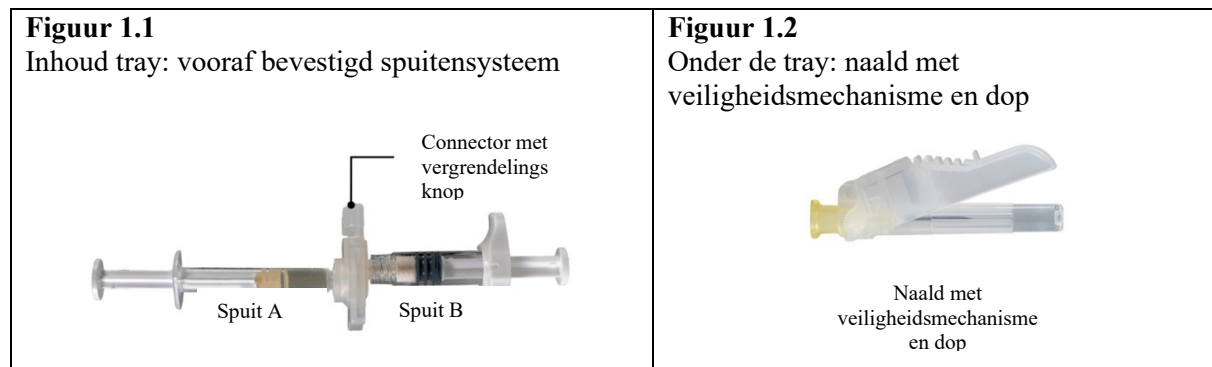 Figuur 1.1
Inhoud tray: vooraf bevestigd spuitensysteem
Connector met
vergrendelings
knop
Spuit A
Spuit B
Figuur 1.2
Onder de tray: naald met
veiligheidsmechanisme en dop
Naald met
veiligheidsmechanisme
en dop